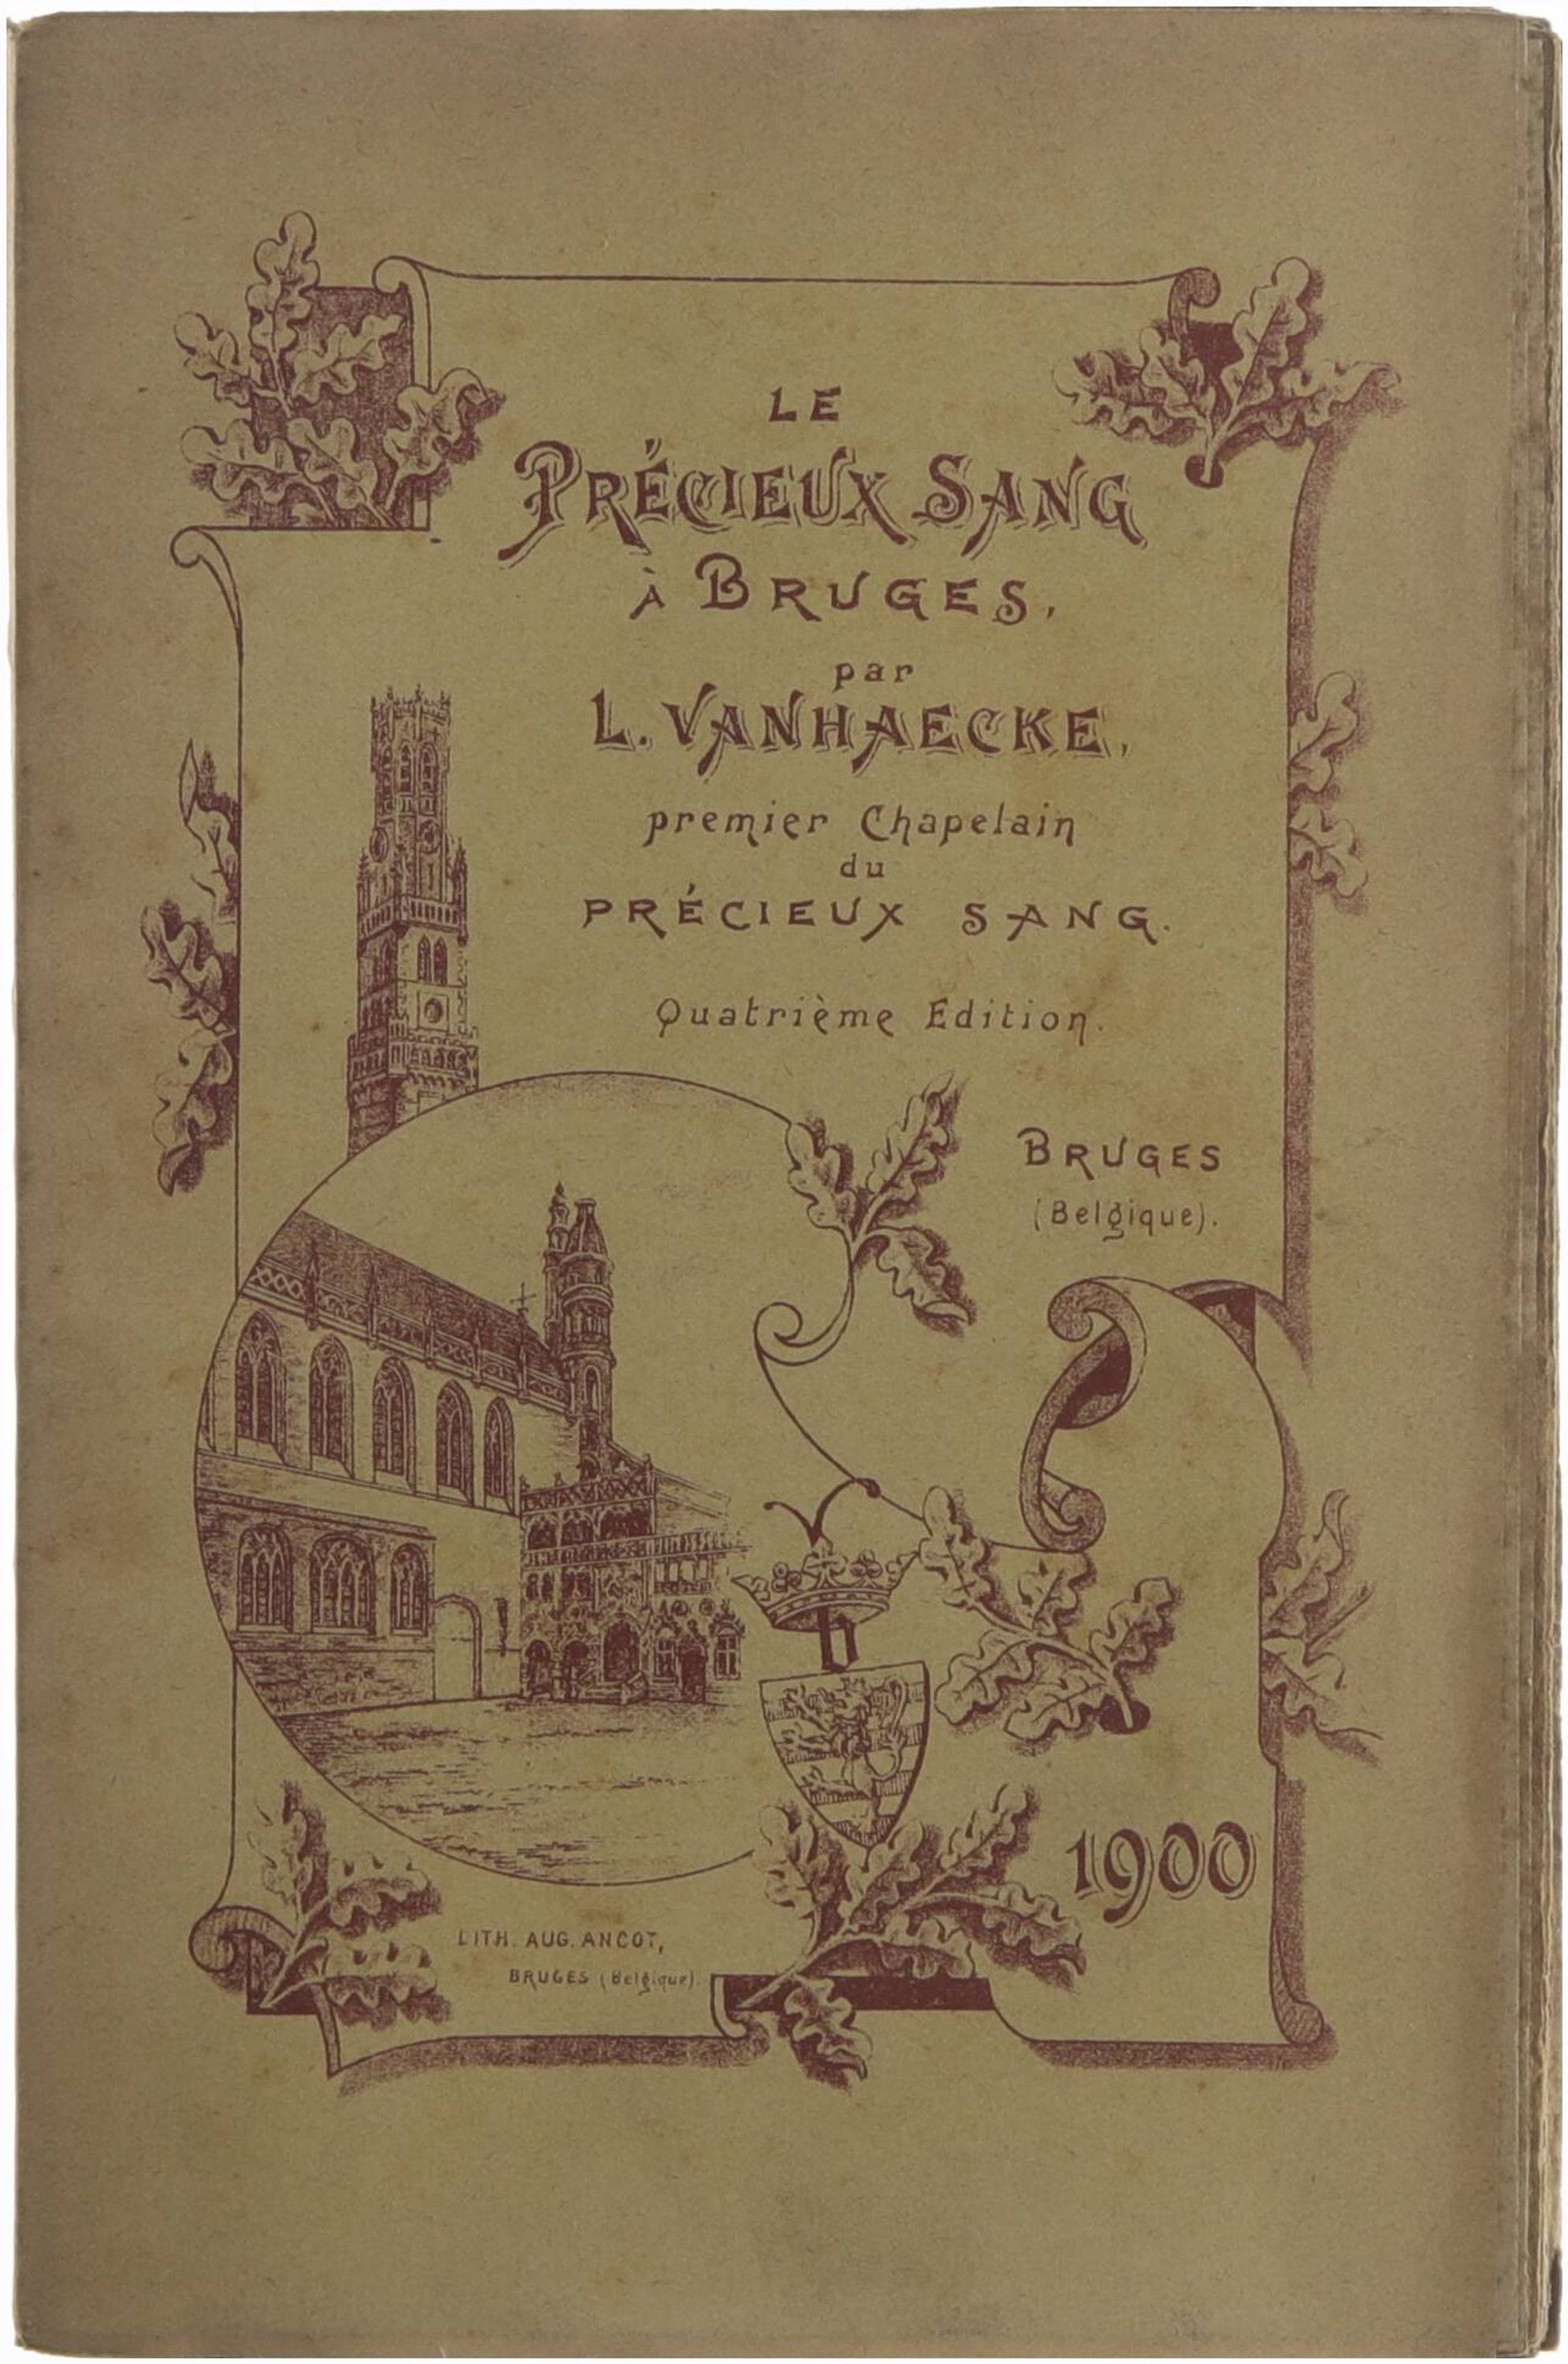 LE
PRÉCIEUX SANG
À BRUGES,
par
L. VANHAECKE,
premier Chapelain
du
PRÉCIEUX SANG.
Quatrième Edition.
BRUGES
(Belgique).
b
1900
LITH. AUG. ANCOT,
BRUGES (Belgique).